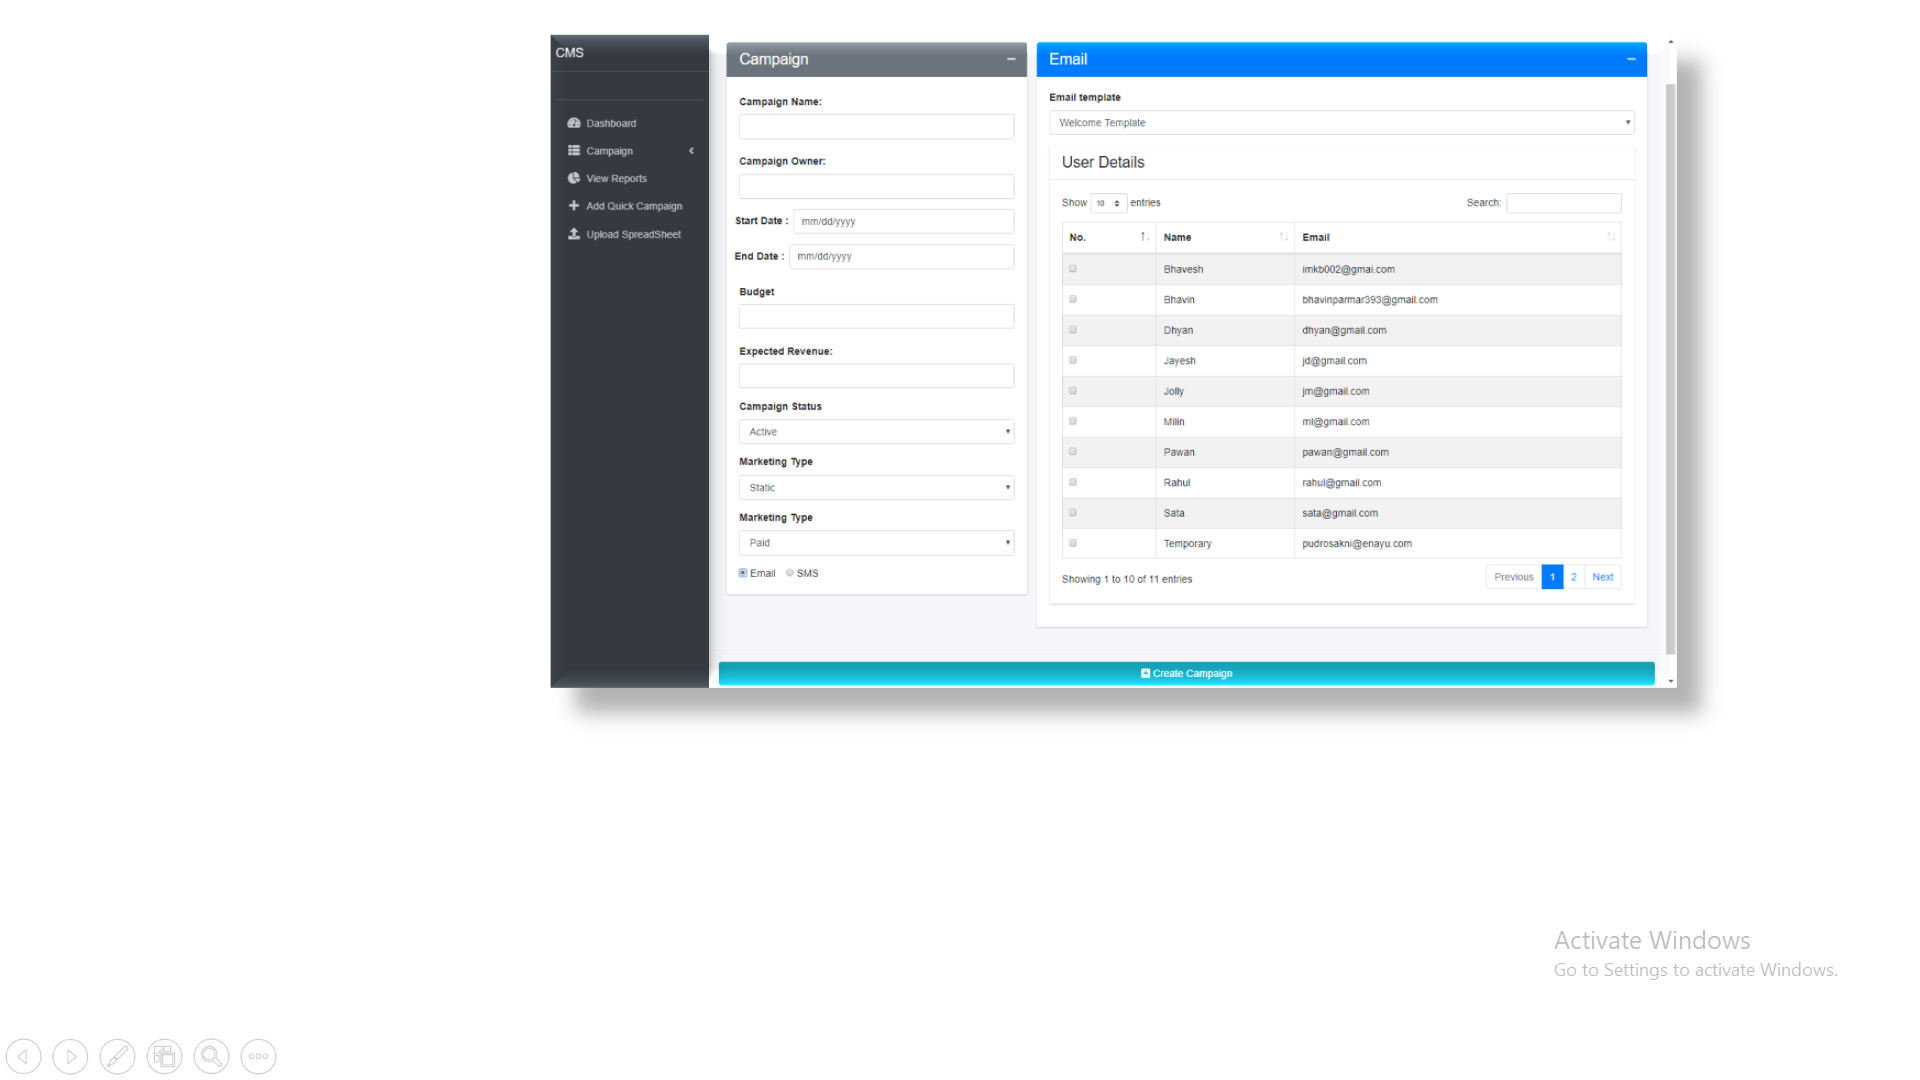 CMS
Dashboard
Campaign
View Reports
Add Quick Campaign
Upload SpreadSheet
Campaign
Campaign Name:
Campaign Owner:
Start Date : mm/dd/yyyy
End Date : mm/dd/yyyy
Budget
Expected Revenue:
Campaign Status
Active
Marketing Type
Static
Marketing Type
Paid
Email SMS
Email
Email template
Welcome Template
User Details
Show 10 entries Search:
No. Name Email
Bhavesh imkb002@gmai.com
Bhavin bhavinparmar393@gmail.com
Dhyan dhyan@gmail.com
Jayesh jd@gmail.com
Jolly jm@gmail.com
Milin ml@gmail.com
Pawan pawan@gmail.com
Rahul rahul@gmail.com
Sata sata@gmail.com
Temporary pudrosakni@enayu.com
Showing 1 to 10 of 11 entries Previous 1 2 Next
Create Campaign
Activate Windows
Go to Settings to activate Windows.